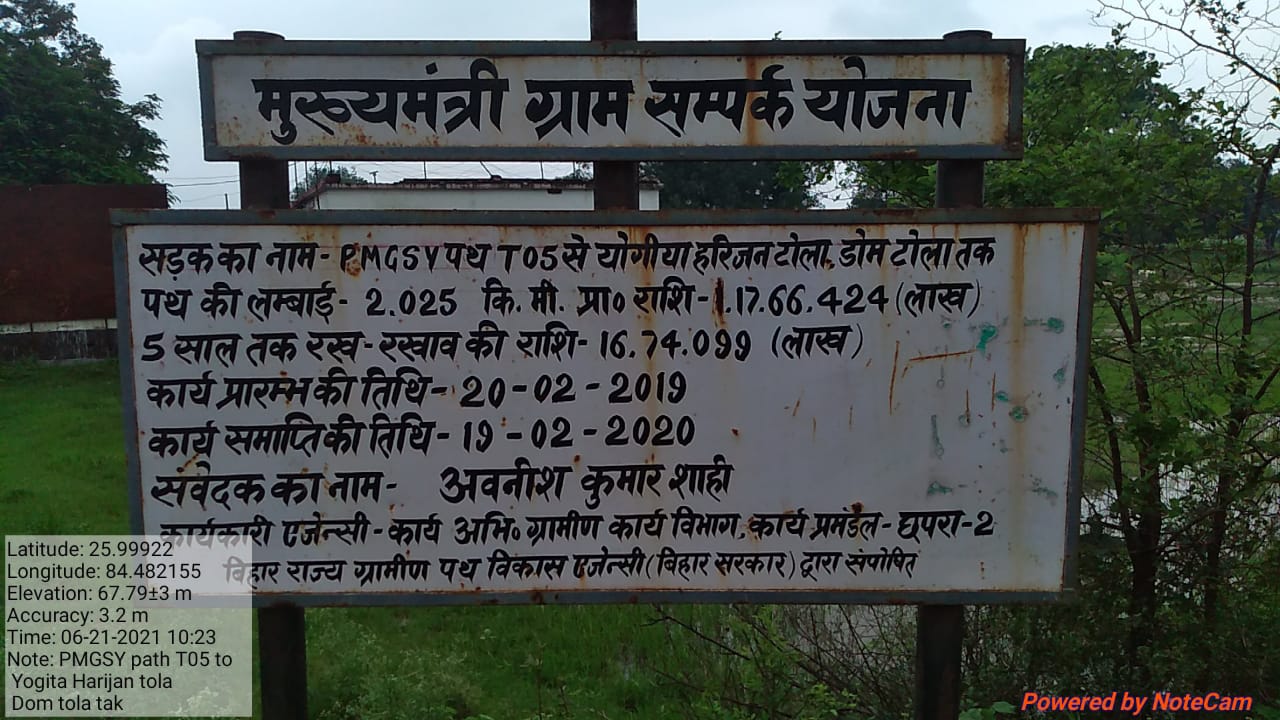 मुख्यमंत्री ग्राम सम्पर्क योजना
सड़क का नाम- PMGSY पथ T05 से योगीया हरिजन टोला, डोम टोला तक
पथ की लम्बाई- 2.025 कि. मी. प्रा० राशि- 1.17.66.424 (लाख)
5 साल तक रख-रखाव की राशि- 16.74.099 (लाख)
कार्य प्रारम्भ की तिथि- 20-02-2019
कार्य समाप्ति की तिथि- 19-02-2020
संवेदक का नाम- अवनीश कुमार शाही
कार्यकारी एजेन्सी- कार्य अभि० ग्रामीण कार्य विभाग, कार्य प्रमंडल- छपरा-2
बिहार राज्य ग्रामीण पथ विकास एजेन्सी (बिहार सरकार) द्वारा संपोषित
Latitude: 25.99922
Longitude: 84.482155
Elevation: 67.79±3 m
Accuracy: 3.2 m
Time: 06-21-2021 10:23
Note: PMGSY path T05 to
Yogita Harijan tola
Dom tola tak
Powered by NoteCam